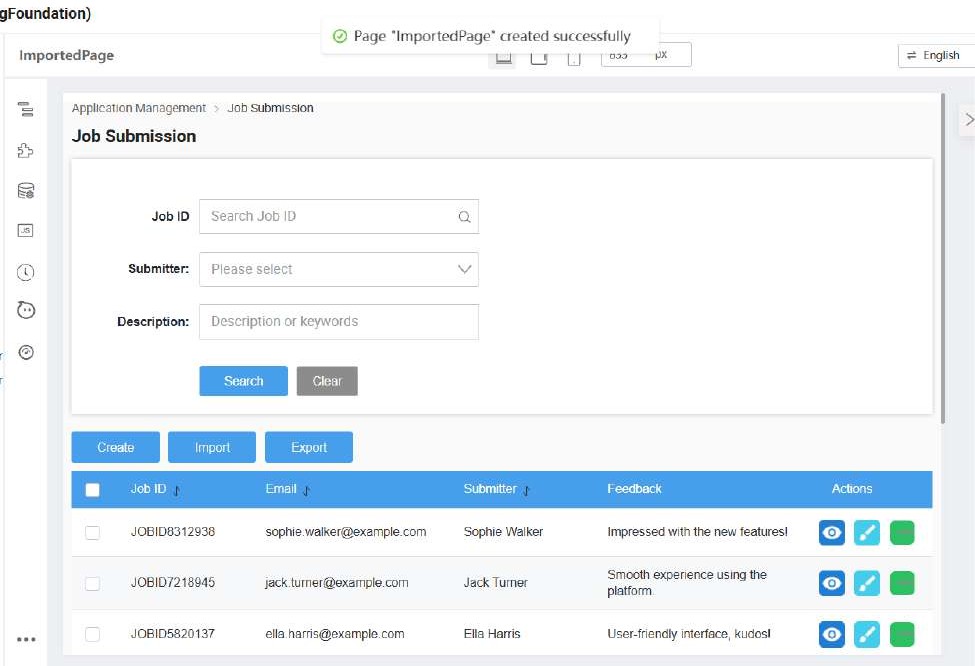 gFoundation)
Page "ImportedPage" created successfully
ImportedPage
833 px
English
JS
Application Management > Job Submission
Job Submission
Job ID Search Job ID
Submitter: Please select
Description: Description or keywords
Search Clear
Create Import Export
Job ID Email Submitter Feedback Actions
JOBID8312938 sophie.walker@example.com Sophie Walker Impressed with the new features!
JOBID7218945 jack.turner@example.com Jack Turner Smooth experience using the
platform.
JOBID5820137 ella.harris@example.com Ella Harris User-friendly interface, kudos!